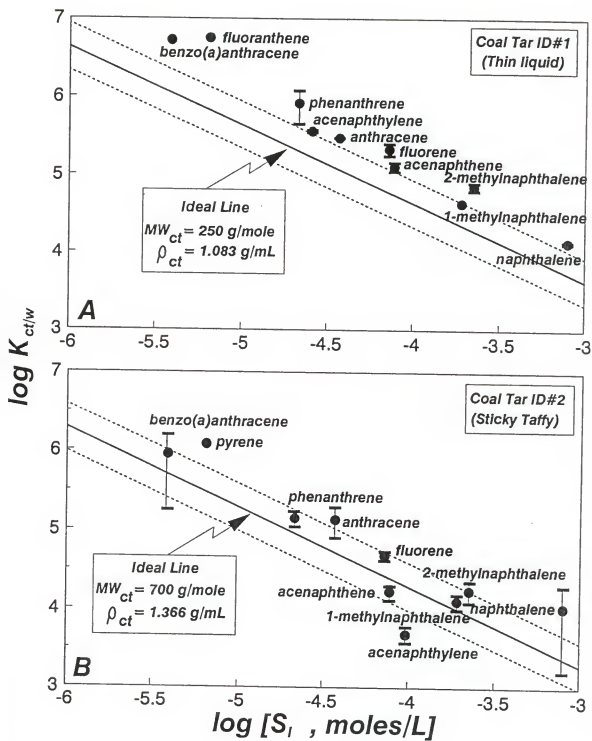 7
Coal Tar ID#1
(Thin liquid)
fluoranthene
benzo(a)anthracene
6
phenanthrene
acenaphthylene
anthracene
fluorene
acenaphthene
2-methylnaphthalene
5
Ideal Line
MWct = 250 g/mole
ρct = 1.083 g/mL
1-methylnaphthalene
naphthalene
4
A
3
-6 -5.5 -5 -4.5 -4 -3.5 -3
log Kct/w
7
Coal Tar ID#2
(Sticky Taffy)
benzo(a)anthracene
pyrene
6
phenanthrene
anthracene
5
fluorene
2-methylnaphthalene
Ideal Line
MWct = 700 g/mole
ρct = 1.366 g/mL
acenaphthene
naphthalene
1-methylnaphthalene
4
acenaphthylene
B
3
-6 -5.5 -5 -4.5 -4 -3.5 -3
log [Sl , moles/L]